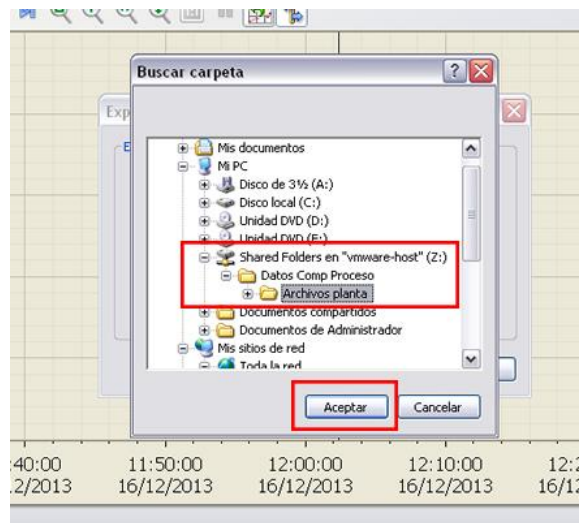 Buscar carpeta
Exp
E
Mis documentos
Mi PC
Disco de 3½ (A:)
Disco local (C:)
Unidad DVD (D:)
Unidad DVD (E:)
Shared Folders en "vmware-host" (Z:)
Datos Comp Proceso
Archivos planta
Documentos compartidos
Documentos de Administrador
Mis sitios de red
Toda la red
Aceptar
Cancelar
:40:00 11:50:00 12:00:00 12:10:00 12:2
.2/2013 16/12/2013 16/12/2013 16/12/2013 16/1